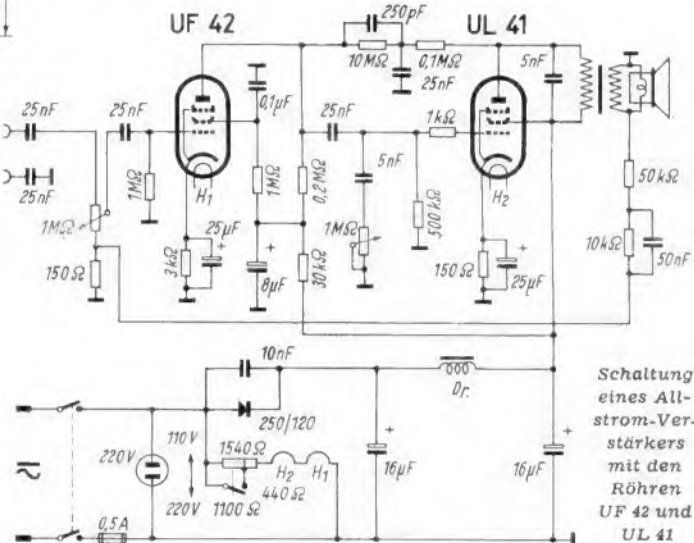 UF 42
UL 41
250pF
10MΩ
0,1MΩ
25nF
5nF
25nF
25nF
25nF
1MΩ
1MΩ
150Ω
H1
0,1µF
1MΩ
25µF
+
3kΩ
+
8µF
0,2MΩ
30kΩ
25nF
5nF
1MΩ
500kΩ
1kΩ
H2
150Ω
+
25µF
50kΩ
10kΩ
50nF
10nF
250/120
Dr.
220V
110V
220V
1540Ω
H2
H1
440Ω
1100Ω
0,5A
+
16µF
+
16µF
Schaltung
eines All-
strom-Ver-
stärkers
mit den
Röhren
UF 42 und
UL 41